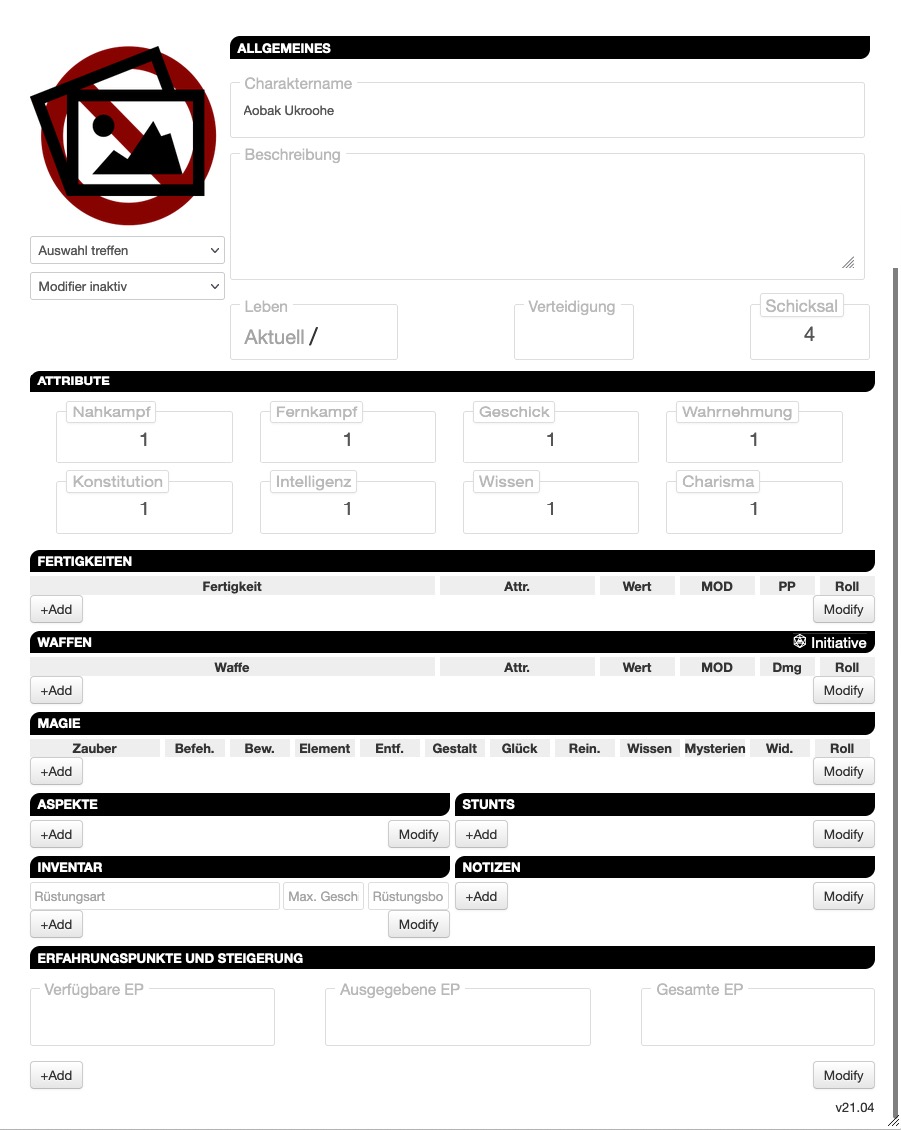 ALLGEMEINES
Charaktername
Aobak Ukroohe
Beschreibung
Auswahl treffen
Modifier inaktiv
Leben Verteidigung Schicksal
Aktuell / 4
ATTRIBUTE
Nahkampf Fernkampf Geschick Wahrnehmung
1 1 1 1
Konstitution Intelligenz Wissen Charisma
1 1 1 1
FERTIGKEITEN
Fertigkeit Attr. Wert MOD PP Roll
+Add Modify
WAFFEN Initiative
Waffe Attr. Wert MOD Dmg Roll
+Add Modify
MAGIE
Zauber Befeh. Bew. Element Entf. Gestalt Glück Rein. Wissen Mysterien Wid. Roll
+Add Modify
ASPEKTE STUNTS
+Add Modify +Add Modify
INVENTAR NOTIZEN
Rüstungsart Max. Gesch Rüstungsbo +Add Modify
+Add Modify
ERFAHRUNGSPUNKTE UND STEIGERUNG
Verfügbare EP Ausgegebene EP Gesamte EP
+Add Modify
v21.04